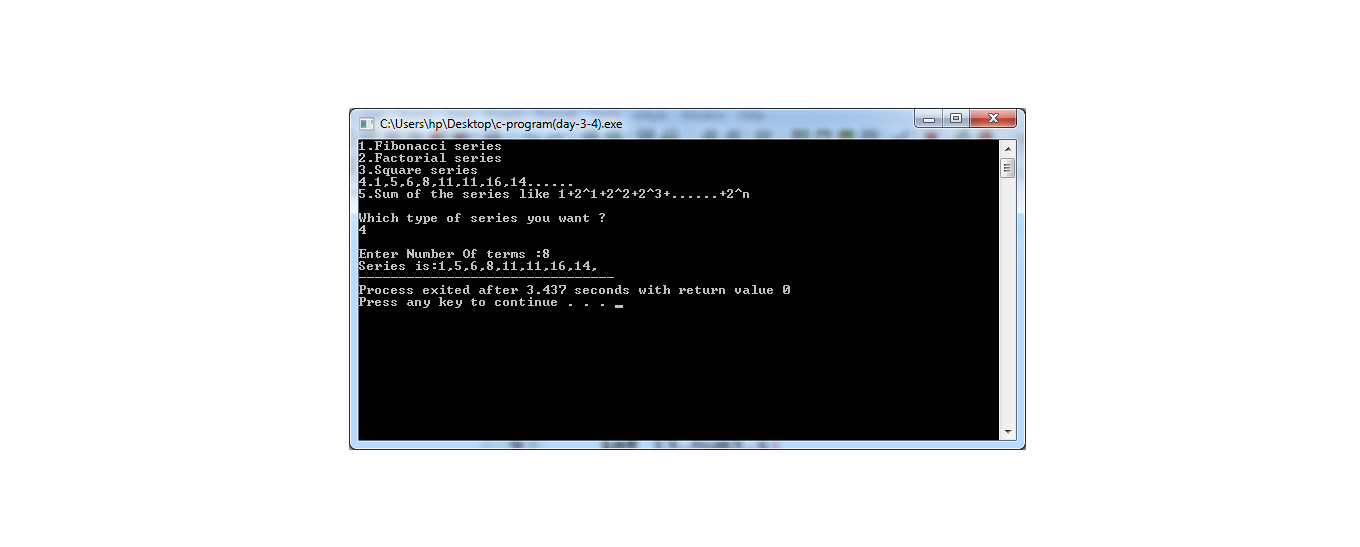 C:\Users\hp\Desktop\c-program(day-3-4).exe
1.Fibonacci series
2.Factorial series
3.Square series
4.1,5,6,8,11,11,16,14......
5.Sum of the series like 1+2^1+2^2+2^3+......+2^n
Which type of series you want ?
4
Enter Number Of terms :8
Series is:1,5,6,8,11,11,16,14,
--------------------------------
Process exited after 3.437 seconds with return value 0
Press any key to continue . . . _